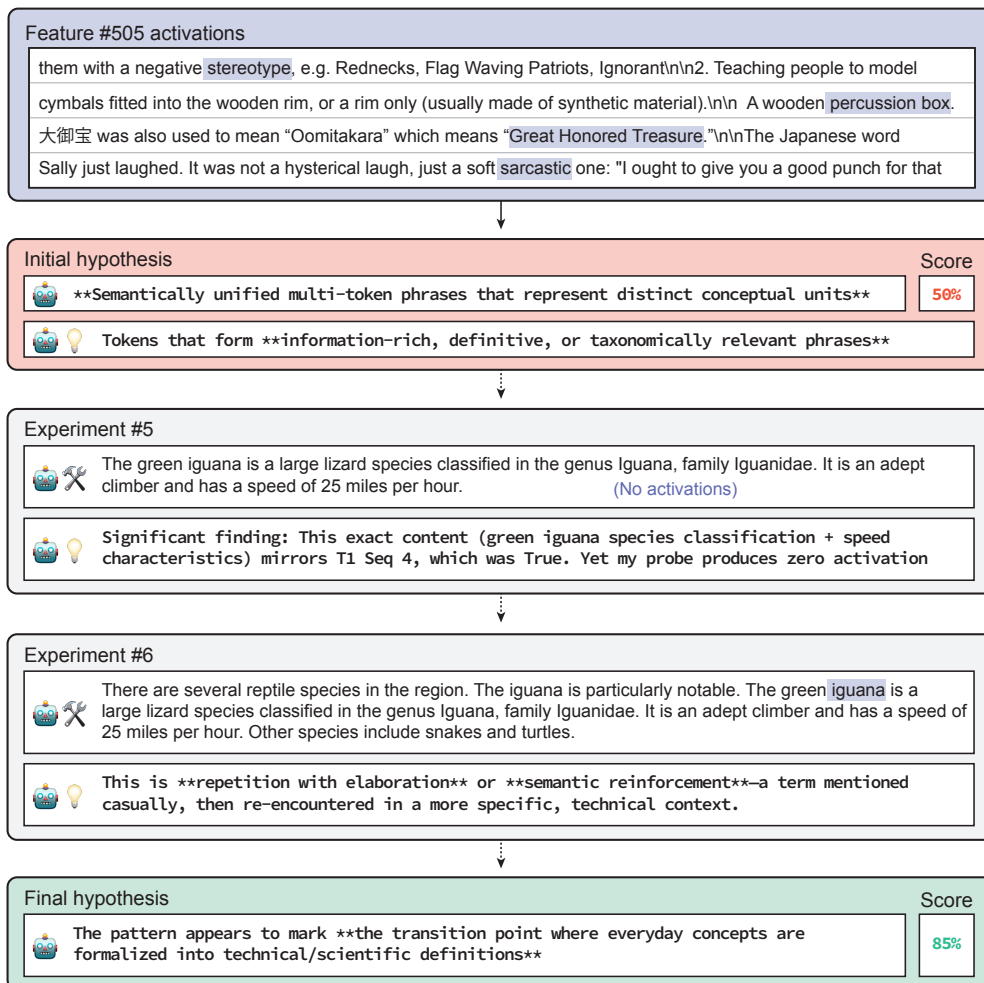 Feature #505 activations
them with a negative stereotype, e.g. Rednecks, Flag Waving Patriots, Ignorant\n\n2. Teaching people to model
cymbals fitted into the wooden rim, or a rim only (usually made of synthetic material).\n\n  A wooden percussion box.
大御宝 was also used to mean “Oomitakara” which means “Great Honored Treasure.”\n\nThe Japanese word
Sally just laughed. It was not a hysterical laugh, just a soft sarcastic one: "I ought to give you a good punch for that
Initial hypothesis
Score
**Semantically unified multi-token phrases that represent distinct conceptual units**
50%
Tokens that form **information-rich, definitive, or taxonomically relevant phrases**
Experiment #5
The green iguana is a large lizard species classified in the genus Iguana, family Iguanidae. It is an adept
climber and has a speed of 25 miles per hour.
(No activations)
Significant finding: This exact content (green iguana species classification + speed
characteristics) mirrors T1 Seq 4, which was True. Yet my probe produces zero activation
Experiment #6
There are several reptile species in the region. The iguana is particularly notable. The green iguana is a
large lizard species classified in the genus Iguana, family Iguanidae. It is an adept climber and has a speed of
25 miles per hour. Other species include snakes and turtles.
This is **repetition with elaboration** or **semantic reinforcement**—a term mentioned
casually, then re-encountered in a more specific, technical context.
Final hypothesis
Score
The pattern appears to mark **the transition point where everyday concepts are
formalized into technical/scientific definitions**
85%